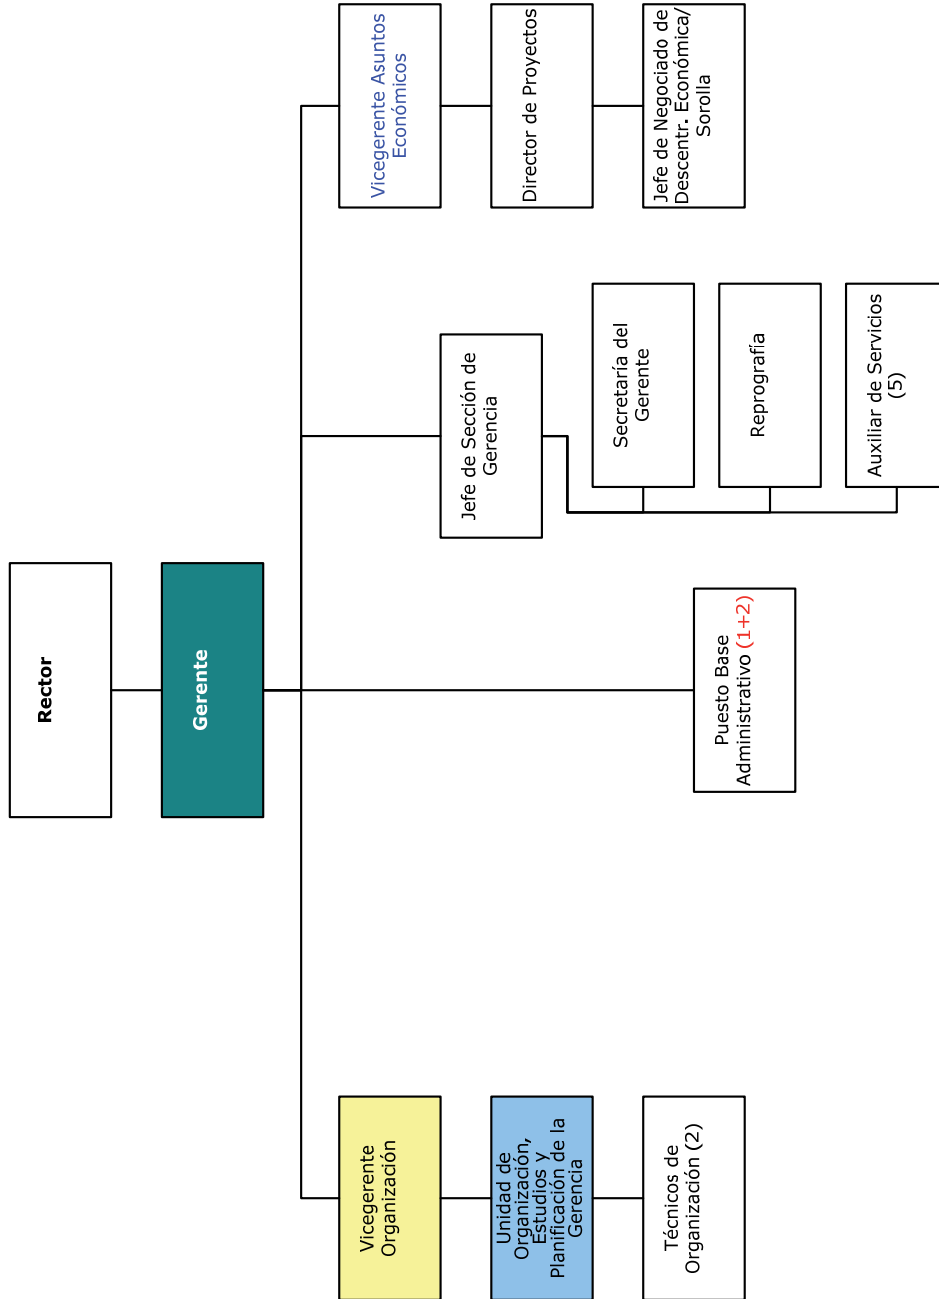 Rector
Gerente
Vicegerente
Organización
Unidad de
Organización,
Estudios y
Planificación de la
Gerencia
Técnicos de
Organización (2)
Puesto Base
Administrativo (1+2)
Jefe de Sección de
Gerencia
Secretaría del
Gerente
Reprografía
Auxiliar de Servicios
(5)
Vicegerente Asuntos
Económicos
Director de Proyectos
Jefe de Negociado de
Descentr. Económica/
Sorolla